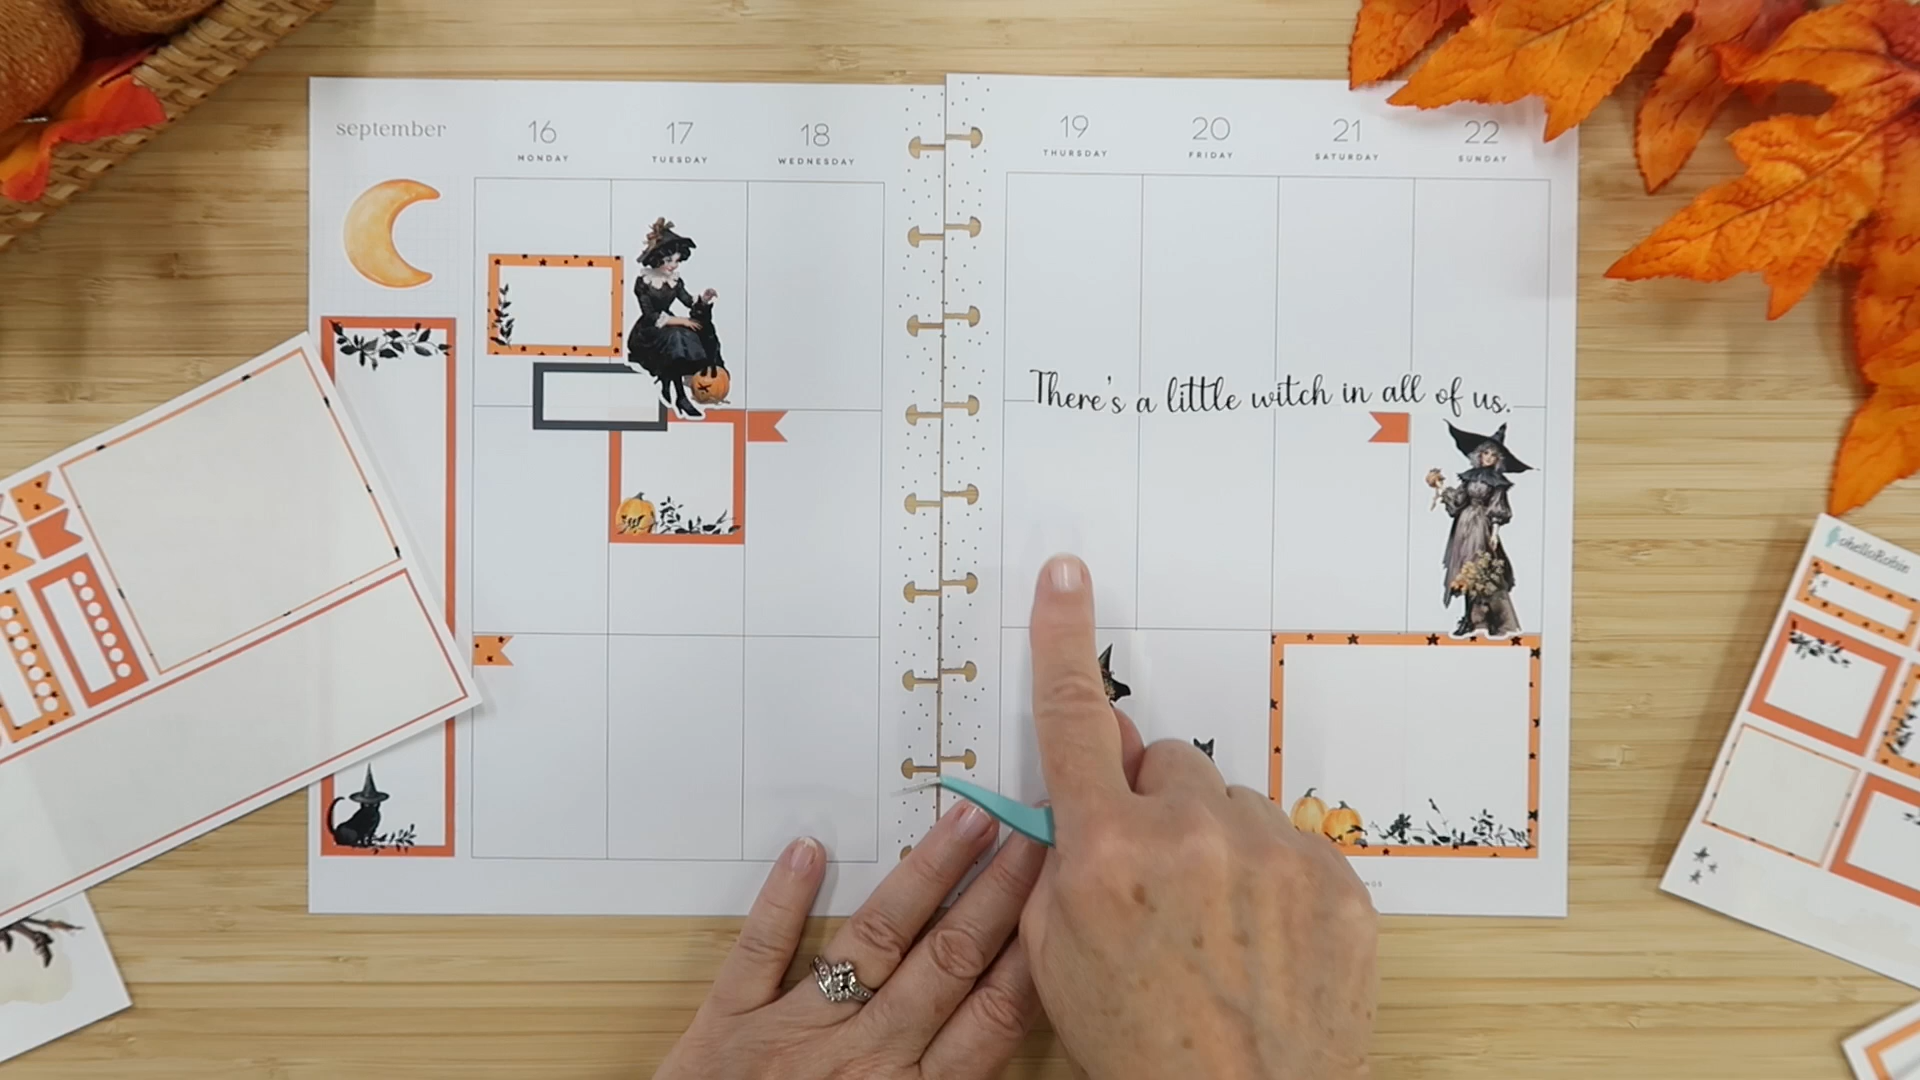 september
16
MONDAY
17
TUESDAY
18
WEDNESDAY
19
THURSDAY
20
FRIDAY
21
SATURDAY
22
SUNDAY
There's a little witch in all of us.
ohelloRobin